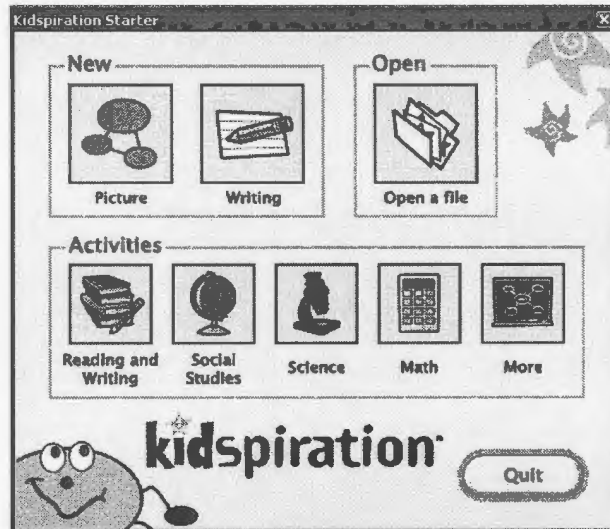 Kidspiration Starter
New
Open
Picture
Writing
Open a file
Activities
Reading and
Writing
Social
Studies
Science
Math
More
kidspiration
Quit